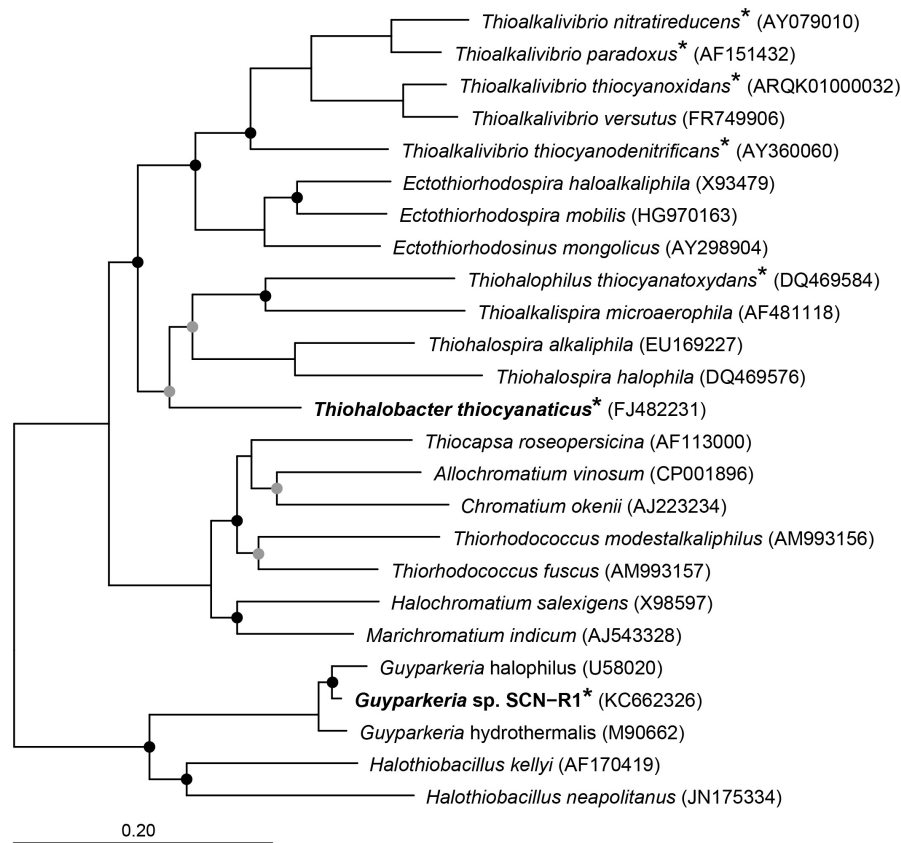 Thioalkalivibrio nitratireducens* (AY079010)
Thioalkalivibrio paradoxus* (AF151432)
Thioalkalivibrio thiocyanoxidans* (ARQK01000032)
Thioalkalivibrio versutus (FR749906)
Thioalkalivibrio thiocyanodenitrificans* (AY360060)
Ectothiorhodospira haloalkaliphila (X93479)
Ectothiorhodospira mobilis (HG970163)
Ectothiorhodosinus mongolicus (AY298904)
Thiohalophilus thiocyanatoxydans* (DQ469584)
Thioalkalispira microaerophila (AF481118)
Thiohalospira alkaliphila (EU169227)
Thiohalospira halophila (DQ469576)
Thiohalobacter thiocyanaticus* (FJ482231)
Thiocapsa roseopersicina (AF113000)
Allochromatium vinosum (CP001896)
Chromatium okenii (AJ223234)
Thiorhodococcus modestalkaliphilus (AM993156)
Thiorhodococcus fuscus (AM993157)
Halochromatium salexigens (X98597)
Marichromatium indicum (AJ543328)
Guyparkeria halophilus (U58020)
Guyparkeria sp. SCN−R1* (KC662326)
Guyparkeria hydrothermalis (M90662)
Halothiobacillus kellyi (AF170419)
Halothiobacillus neapolitanus (JN175334)
0.20